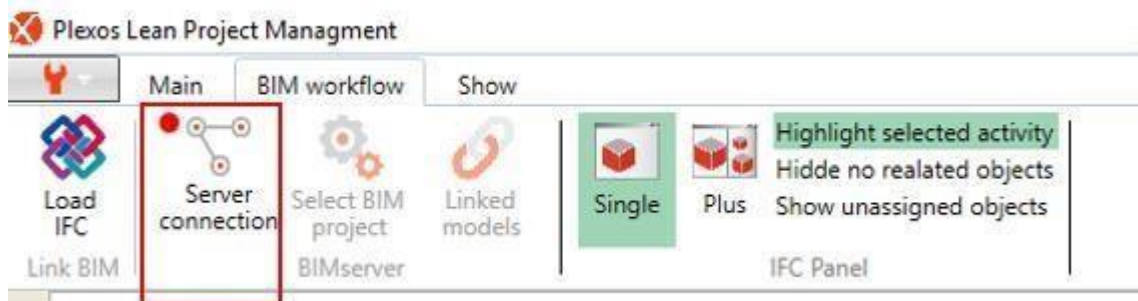 Plexos Lean Project Managment
Main BIM workflow Show
Load
IFC
Server
connection
Select BIM
project
Linked
models
Single
Plus
Highlight selected activity
Hidde no realated objects
Show unassigned objects
Link BIM
BIMserver
IFC Panel